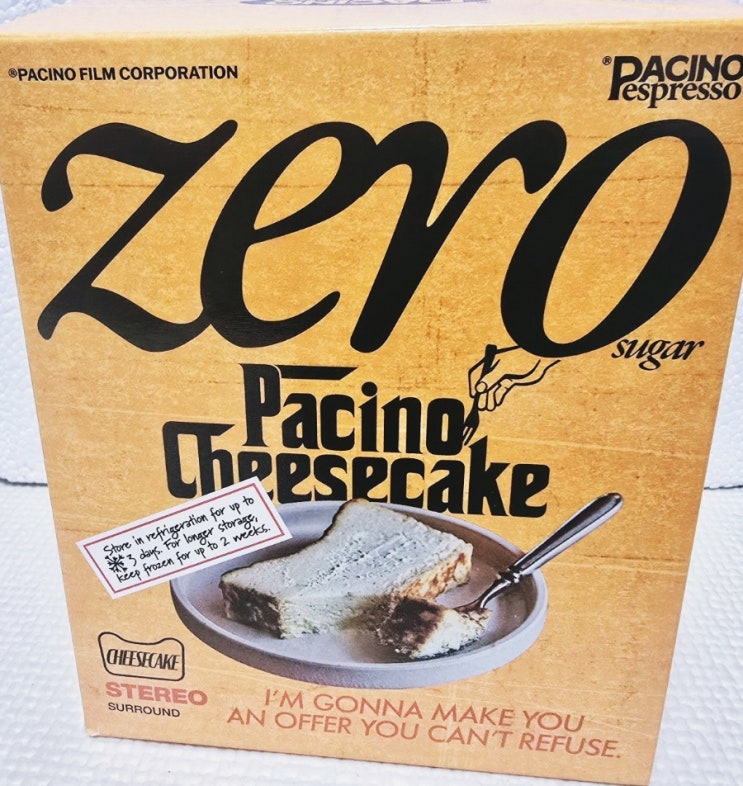 ®PACINO FILM CORPORATION
®PACINO
espresso
zero
sugar
Pacino
Cheesecake
Store in refrigeration for up to
3 days. For longer storage,
keep frozen for up to 2 weeks.
CHEESECAKE
STEREO
SURROUND
I'M GONNA MAKE YOU
AN OFFER YOU CAN'T REFUSE.